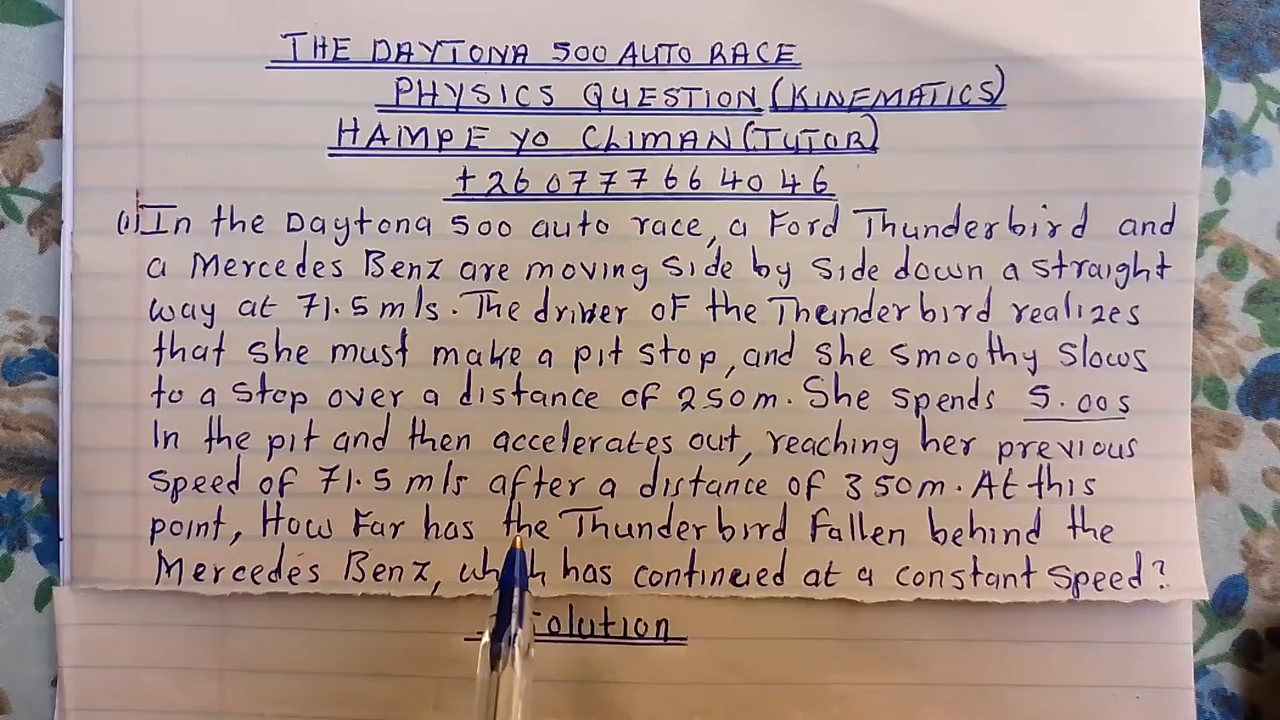 THE DAYTONA 500 AUTO RACE
PHYSICS QUESTION (KINEMATICS)
HAMPE YO CLIMAN (TUTOR)
+260777664046
(1) In the Daytona 500 auto race, a Ford Thunderbird and
a Mercedes Benz are moving side by side down a straight
way at 71.5 m/s. The driver of the Thunderbird realizes
that she must make a pit stop, and she smoothy slows
to a stop over a distance of 250m. She spends 5.00s
In the pit and then accelerates out, reaching her previous
speed of 71.5 m/s after a distance of 350m. At this
point, How Far has the Thunderbird fallen behind the
Mercedes Benz, has continued at a constant speed?
olution